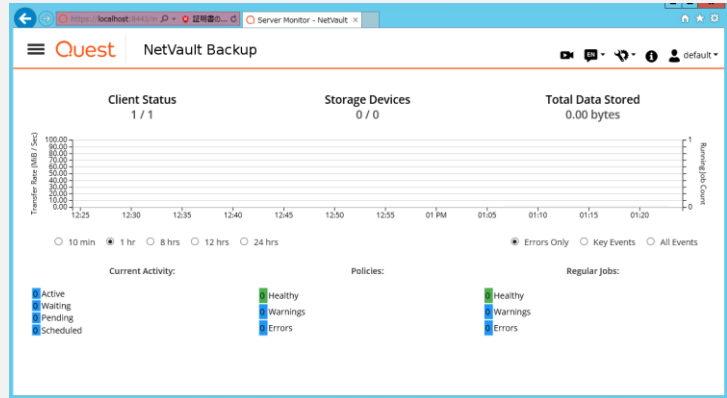 https://localhost:8443/m 証明書の... Server Monitor - NetVault
Quest NetVault Backup EN default
Client Status Storage Devices Total Data Stored
1 / 1 0 / 0 0.00 bytes
Transfer Rate (MiB / Sec)
100.00
90.00
80.00
70.00
60.00
50.00
40.00
30.00
20.00
10.00
0.00
1
0
Running Job Count
12:25 12:30 12:35 12:40 12:45 12:50 12:55 01 PM 01:05 01:10 01:15 01:20
10 min 1 hr 8 hrs 12 hrs 24 hrs Errors Only Key Events All Events
Current Activity: Policies: Regular Jobs:
0 Active
0 Waiting
0 Pending
0 Scheduled
0 Healthy
0 Warnings
0 Errors
0 Healthy
0 Warnings
0 Errors